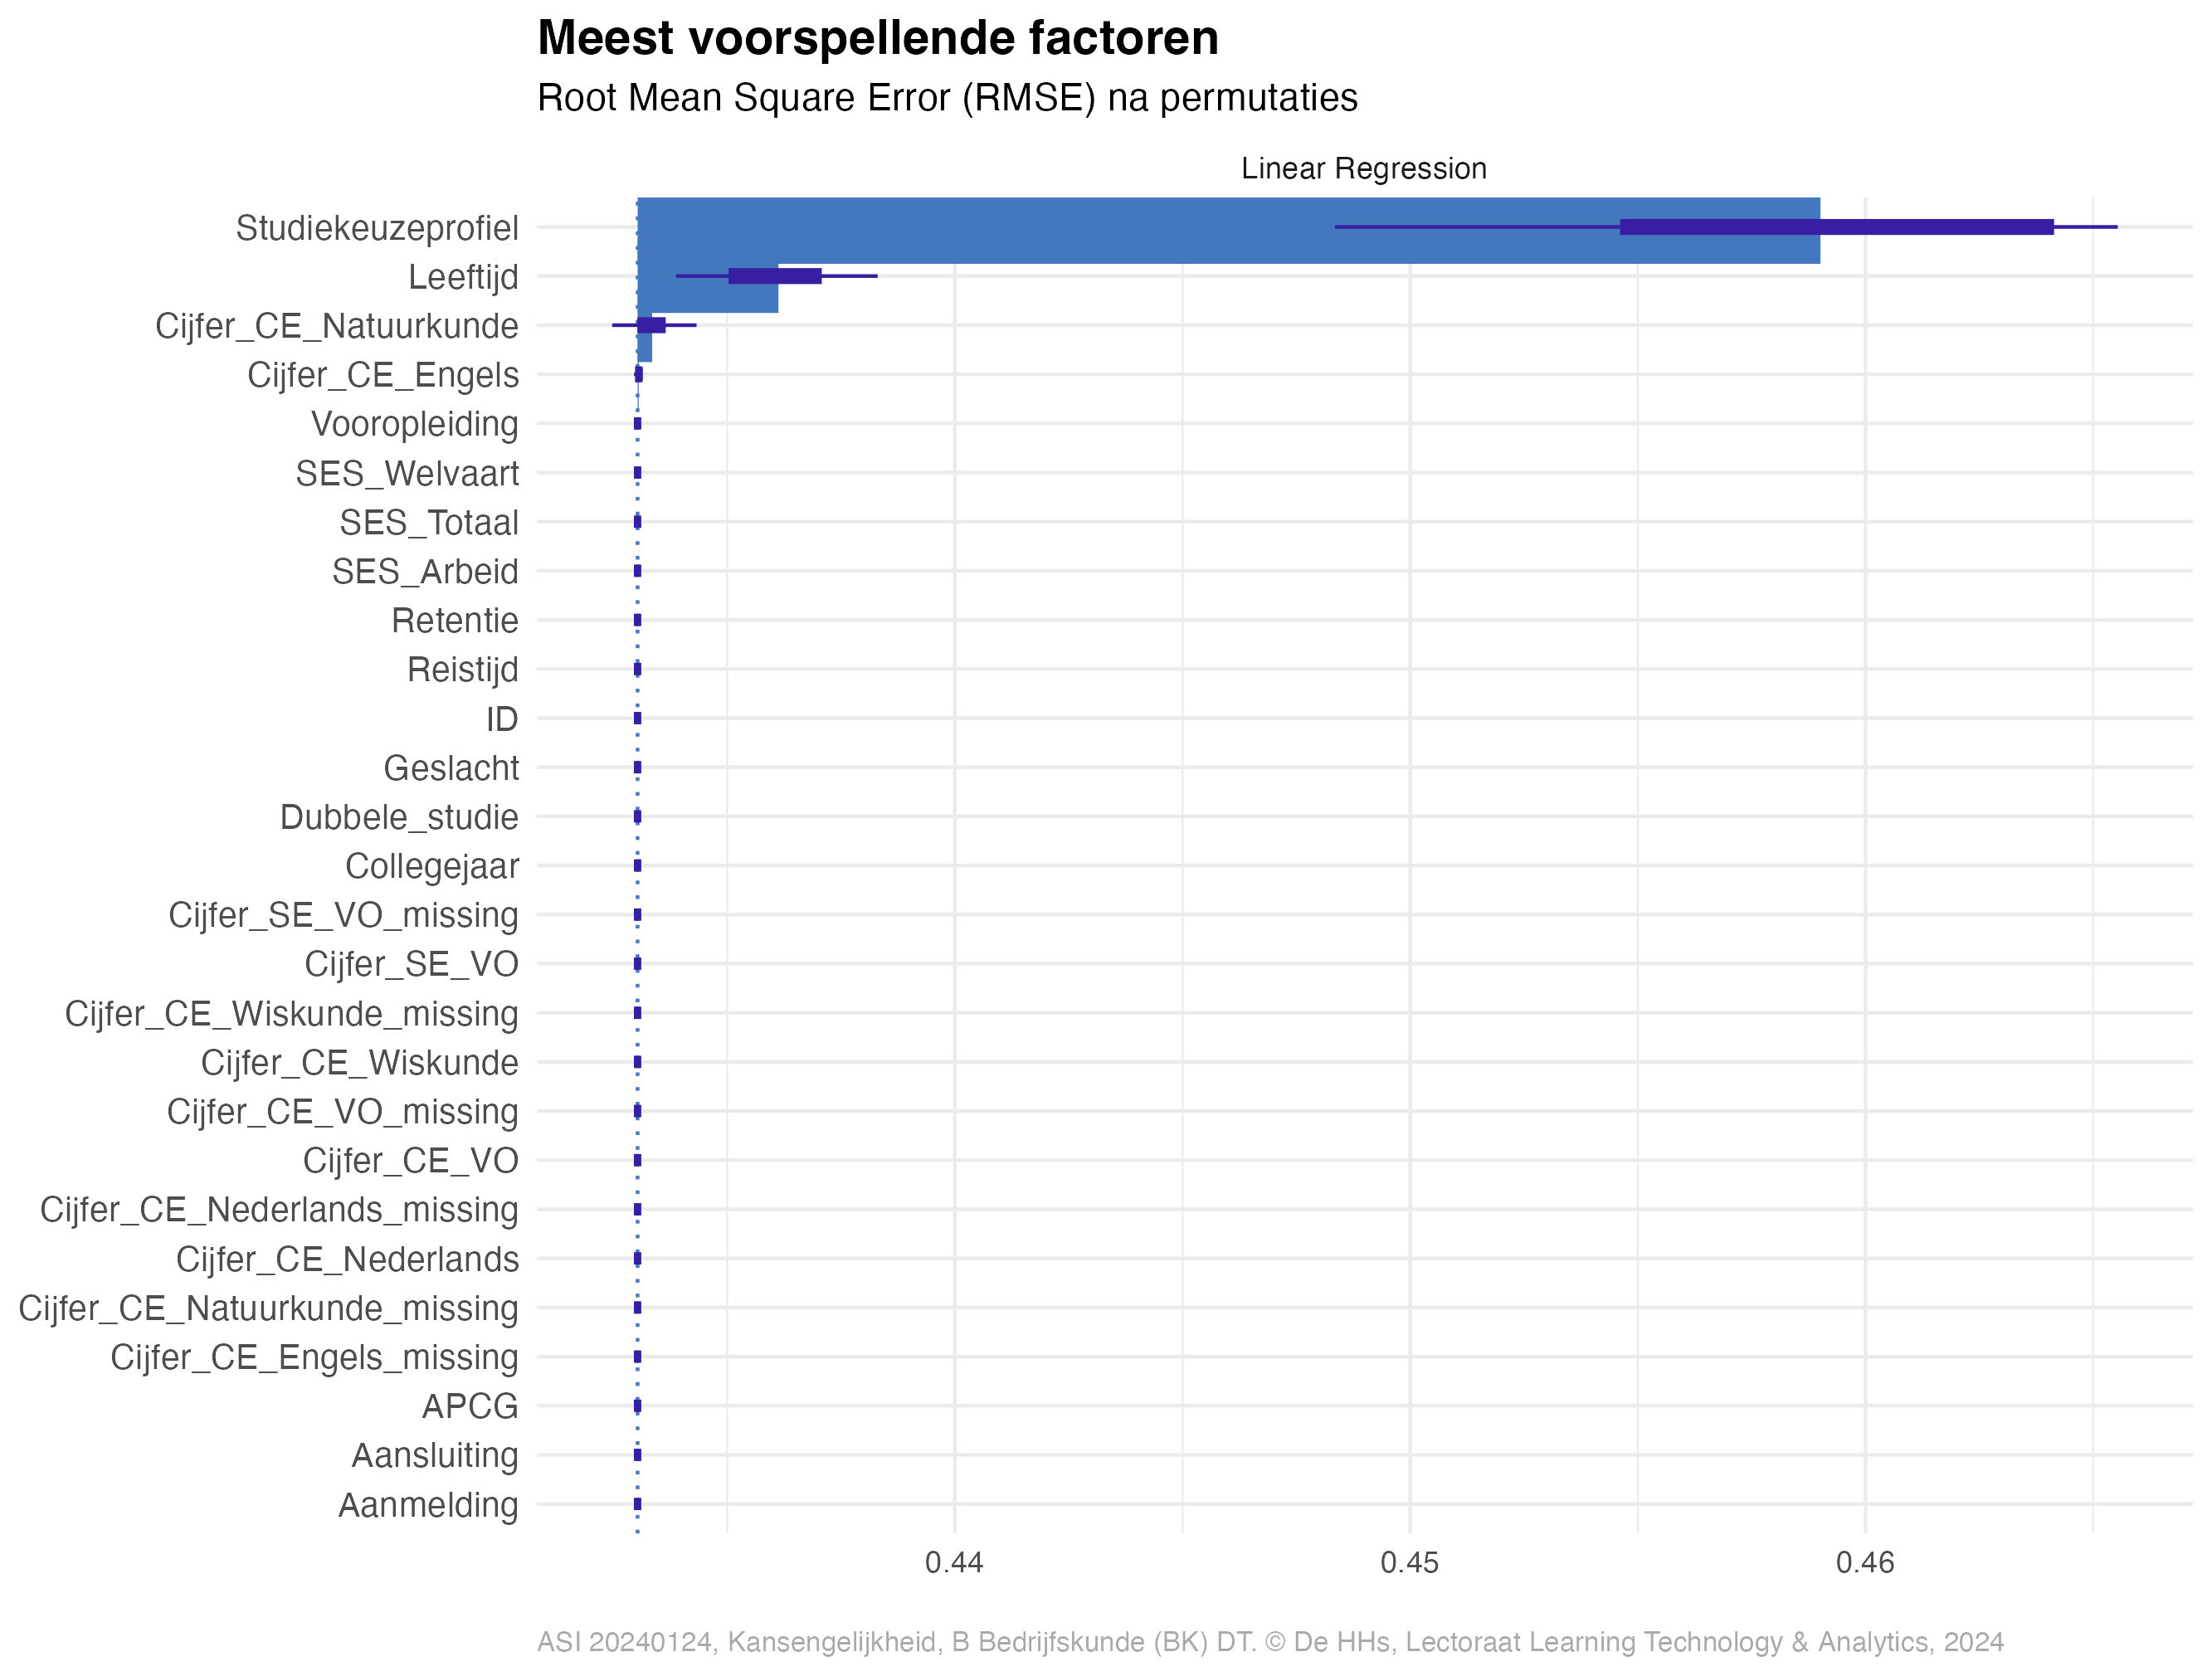 Meest voorspellende factoren
Root Mean Square Error (RMSE) na permutaties
Linear Regression
Studiekeuzeprofiel
Leeftijd
Cijfer_CE_Natuurkunde
Cijfer_CE_Engels
Vooropleiding
SES_Welvaart
SES_Totaal
SES_Arbeid
Retentie
Reistijd
ID
Geslacht
Dubbele_studie
Collegejaar
Cijfer_SE_VO_missing
Cijfer_SE_VO
Cijfer_CE_Wiskunde_missing
Cijfer_CE_Wiskunde
Cijfer_CE_VO_missing
Cijfer_CE_VO
Cijfer_CE_Nederlands_missing
Cijfer_CE_Nederlands
Cijfer_CE_Natuurkunde_missing
Cijfer_CE_Engels_missing
APCG
Aansluiting
Aanmelding
0.44 0.45 0.46
ASI 20240124, Kansengelijkheid, B Bedrijfskunde (BK) DT. © De HHs, Lectoraat Learning Technology & Analytics, 2024